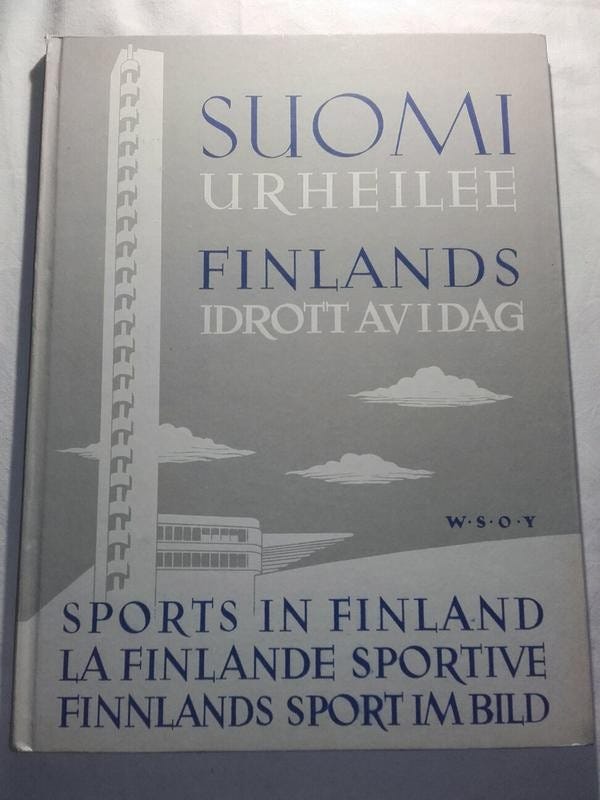 SUOMI
URHEILEE
FINLANDS
IDROTT AV I DAG
W·S·O·Y
SPORTS IN FINLAND
LA FINLANDE SPORTIVE
FINNLANDS SPORT IM BILD